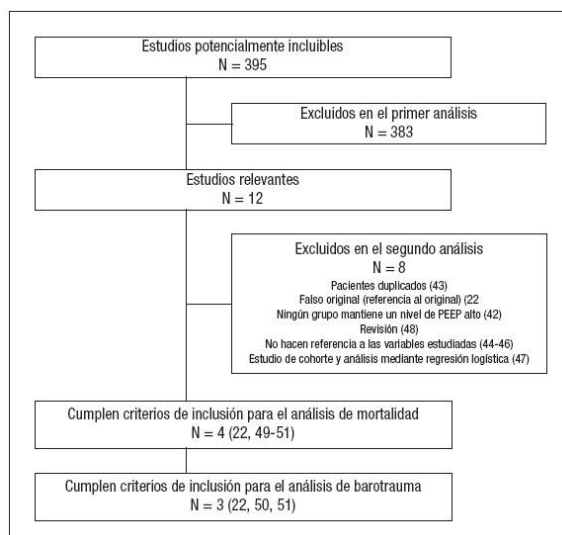 Estudios potencialmente incluibles
N = 395
Excluidos en el primer análisis
N = 383
Estudios relevantes
N = 12
Excluidos en el segundo análisis
N = 8
Pacientes duplicados (43)
Falso original (referencia al original) (22
Ningún grupo mantiene un nivel de PEEP alto (42)
Revisión (48)
No hacen referencia a las variables estudiadas (44-46)
Estudio de cohorte y análisis mediante regresión logística (47)
Cumplen criterios de inclusión para el análisis de mortalidad
N = 4 (22, 49-51)
Cumplen criterios de inclusión para el análisis de barotrauma
N = 3 (22, 50, 51)